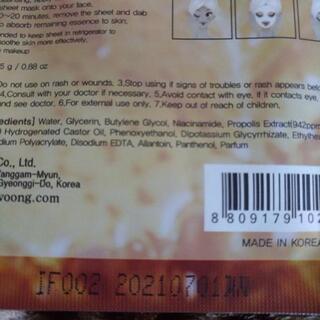 sheet mask onto your face.
0~20 minutes, remove the sheet and dab
o absorb remaining essence to skin.
nded to keep sheet in refrigerator to
oothe skin more effectively.
makeup
5 g / 0.88 oz
Do not use on rash or wounds, 3.Stop using if signs of troubles or rash appears below
4.Consult with your doctor if necessary, 5.Avoid contact with eye, if it contacts eye,
and see doctor. 6.For external use only, 7.Keep out of reach of children.
redients] Water, Glycerin, Butylene Glycol, Niacinamide, Propolis Extract(942ppm
0 Hydrogenated Castor Oil, Phenoxyethanol, Dipotassium Glycyrrhizate, Ethylhe
dium Polyacrylate, Disodium EDTA, Allantoin, Panthenol, Parfum
Co., Ltd.
anggam-Myun,
Gyeonggi-Do, Korea
woong.com
8 809179 102
MADE IN KOREA
IF002 20210701